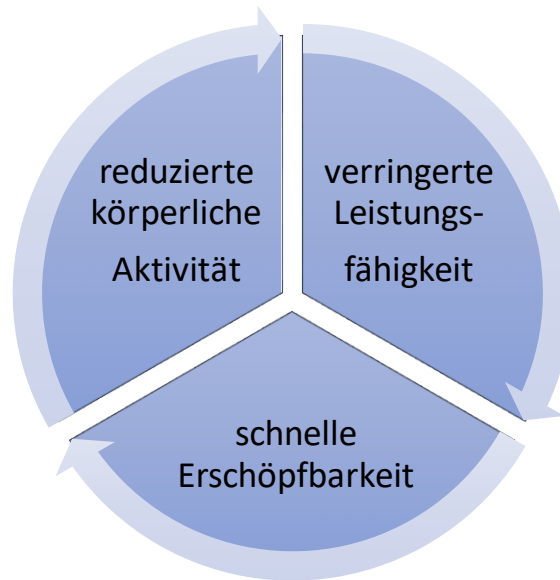 reduzierte
körperliche
Aktivität
verringerte
Leistungs-
fähigkeit
schnelle
Erschöpfbarkeit